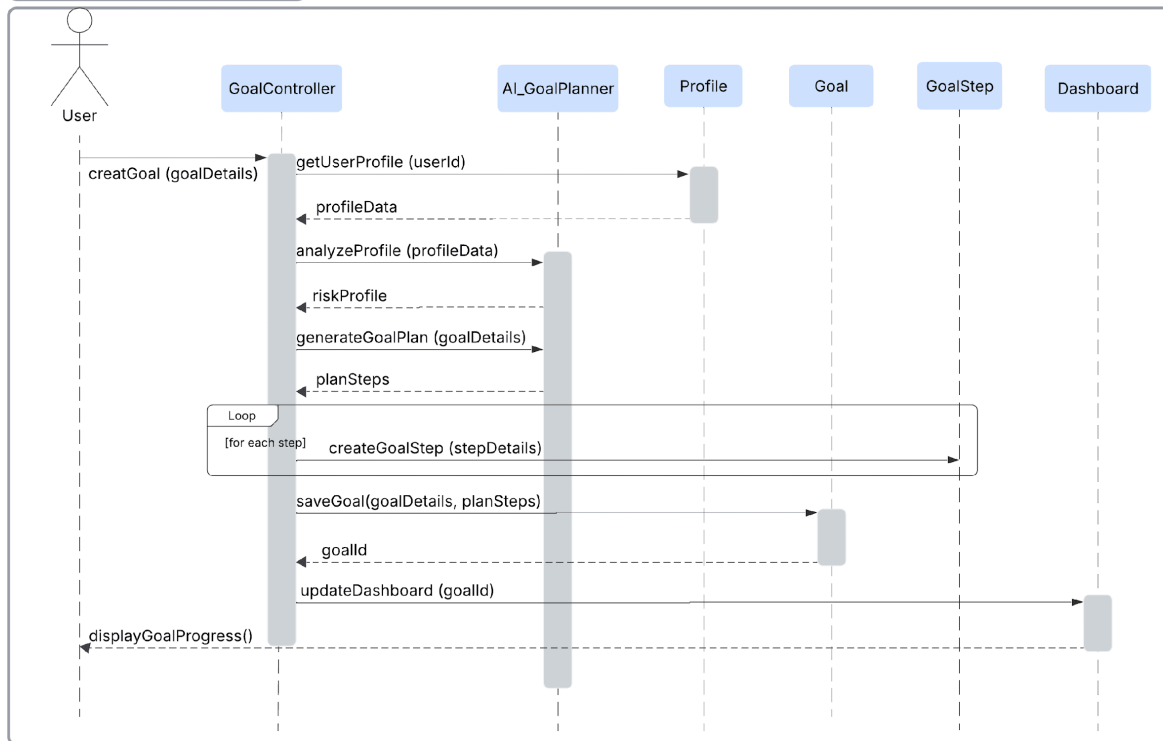 GoalController
AI_GoalPlanner
Profile
Goal
GoalStep
Dashboard
User
creatGoal (goalDetails)
getUserProfile (userId)
profileData
analyzeProfile (profileData)
riskProfile
generateGoalPlan (goalDetails)
planSteps
Loop
[for each step]
createGoalStep (stepDetails)
saveGoal(goalDetails, planSteps)
goalId
updateDashboard (goalId)
displayGoalProgress()